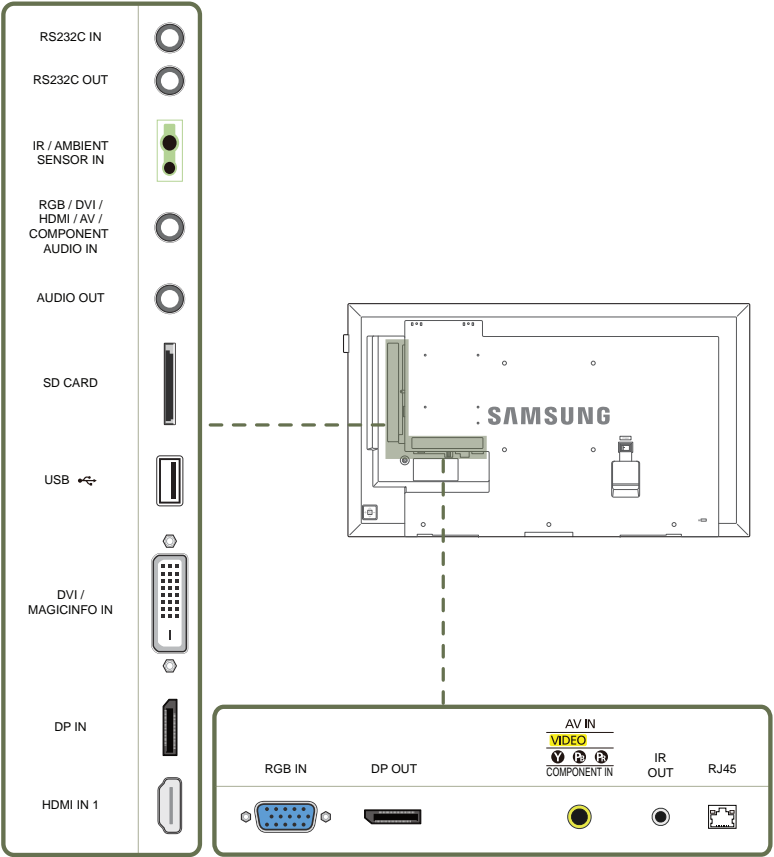 RS232C IN
RS232C OUT
IR / AMBIENT
SENSOR IN
RGB / DVI /
HDMI / AV /
COMPONENT
AUDIO IN
AUDIO OUT
SD CARD
USB
DVI /
MAGICINFO IN
DP IN
HDMI IN 1
SAMSUNG
RGB IN
DP OUT
AV IN
VIDEO
Y PB PR
COMPONENT IN
IR
OUT
RJ45